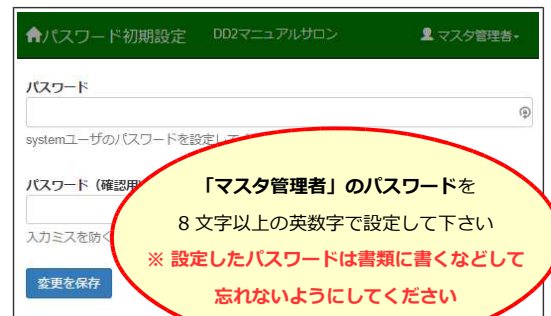 パスワード初期設定 DD2マニュアルサロン マスタ管理者
パスワード
systemユーザのパスワードを設定して
パスワード（確認用
「マスタ管理者」のパスワードを
入力ミスを防ぐ
8 文字以上の英数字で設定して下さい
※ 設定したパスワードは書類に書くなどして
変更を保存
忘れないようにしてください